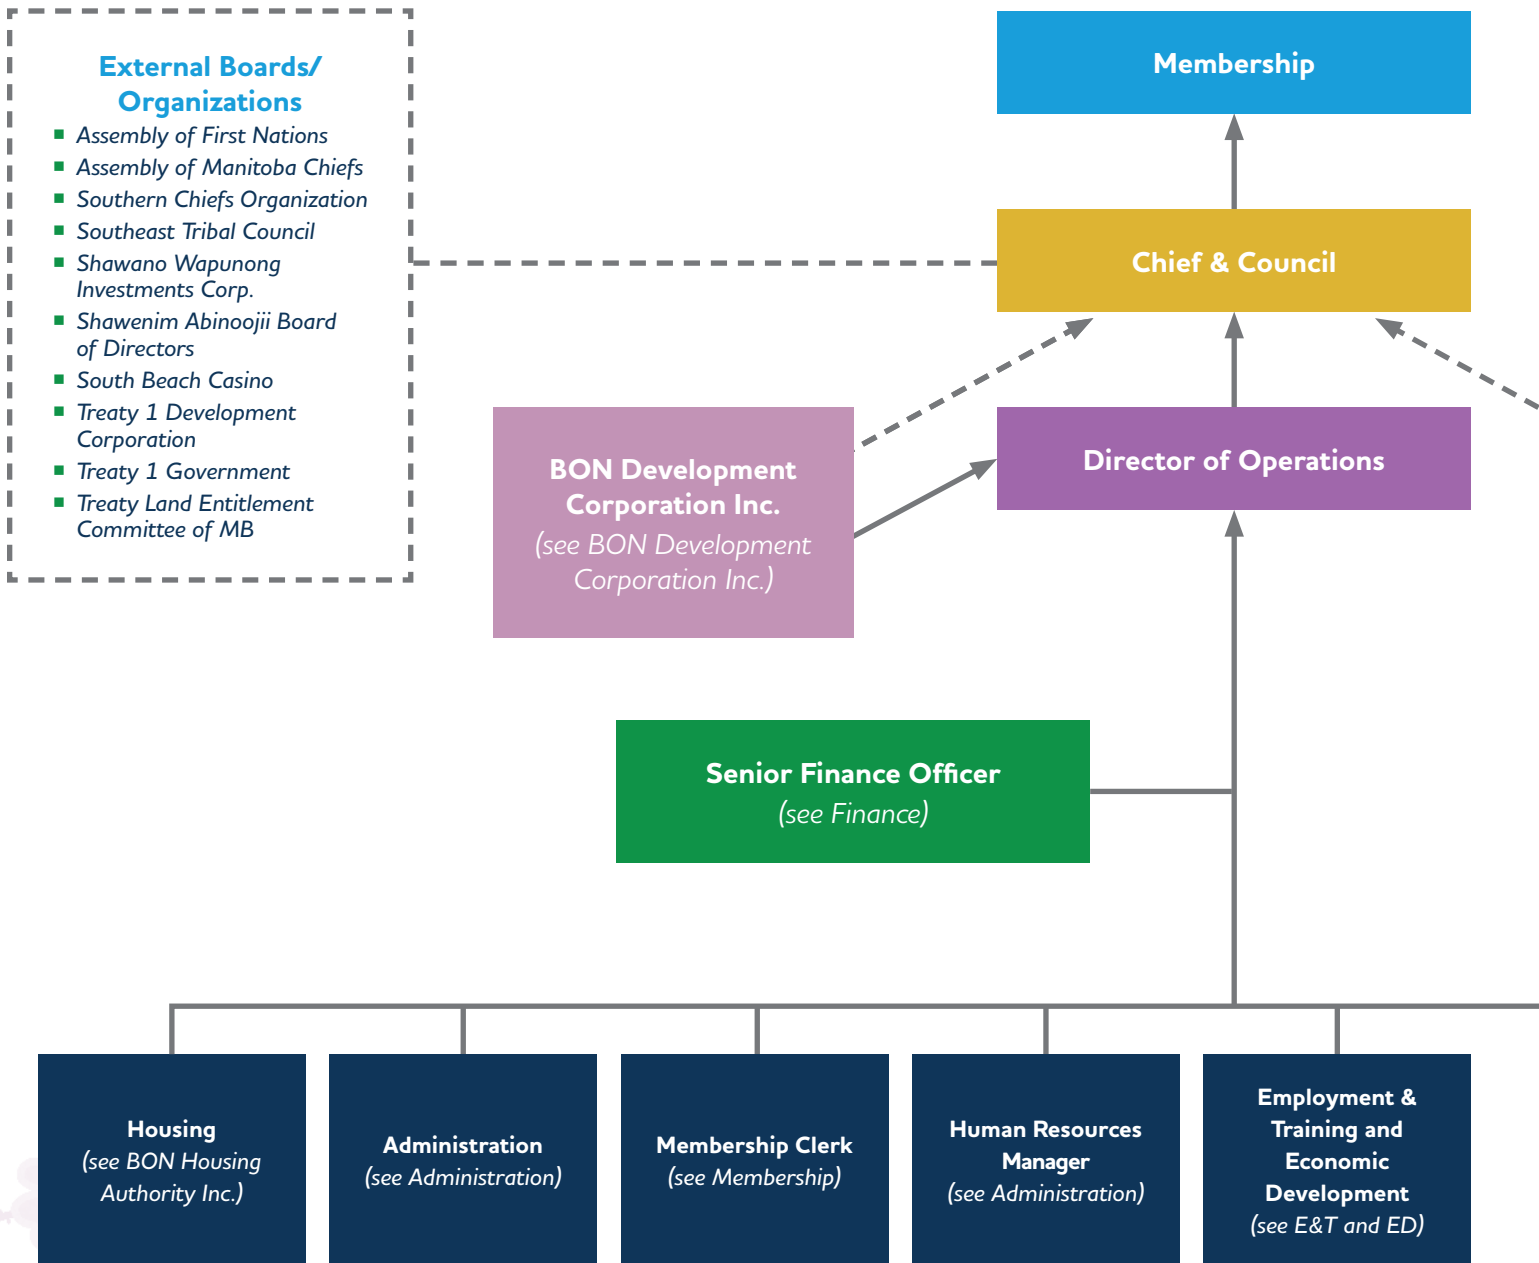 External Boards/
Organizations
Assembly of First Nations
Assembly of Manitoba Chiefs
Southern Chiefs Organization
Southeast Tribal Council
Shawano Wapunong
Investments Corp.
Shawenim Abinoojii Board
of Directors
South Beach Casino
Treaty 1 Development
Corporation
Treaty 1 Government
Treaty Land Entitlement
Committee of MB
Membership
Chief & Council
Director of Operations
BON Development
Corporation Inc.
(see BON Development
Corporation Inc.)
Senior Finance Officer
(see Finance)
Housing
(see BON Housing
Authority Inc.)
Administration
(see Administration)
Membership Clerk
(see Membership)
Human Resources
Manager
(see Administration)
Employment &
Training and
Economic
Development
(see E&T and ED)